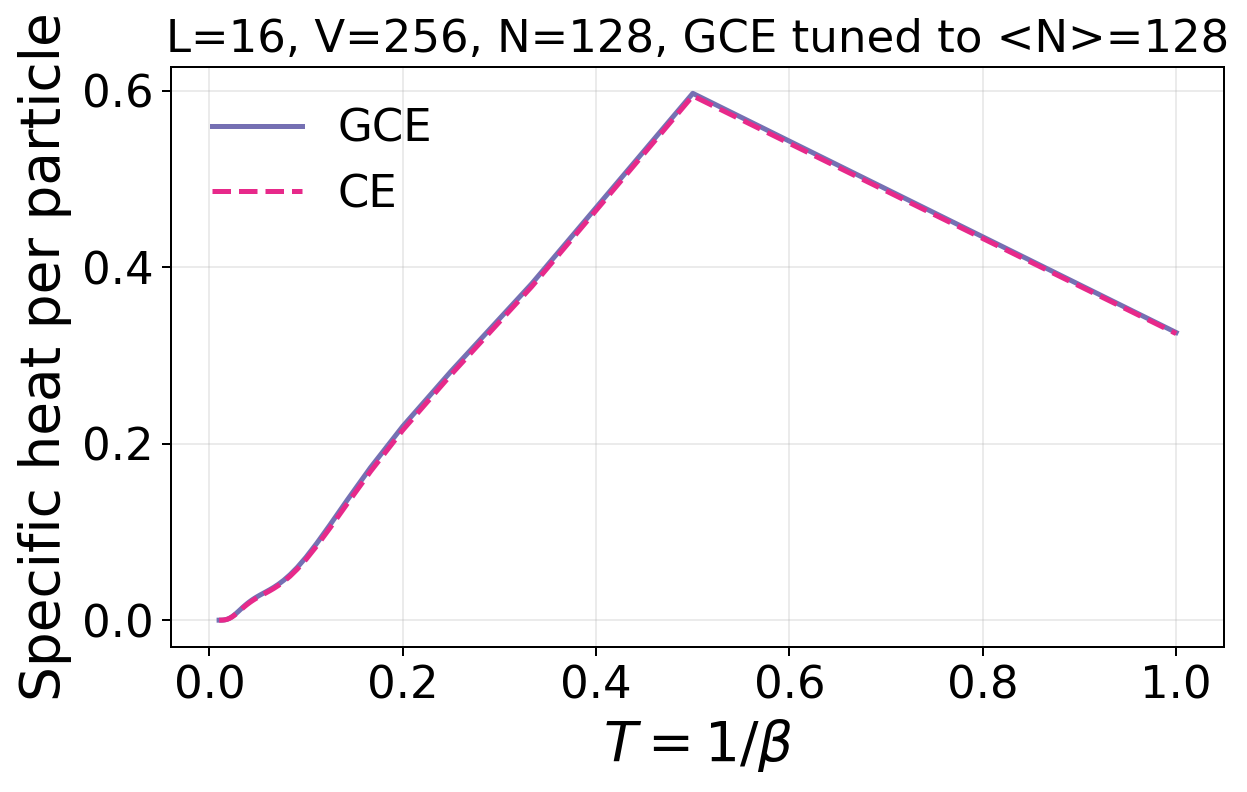 L=16, V=256, N=128, GCE tuned to <N>=128
Specific heat per particle
0.6
0.4
0.2
0.0
GCE
CE
0.0 0.2 0.4 0.6 0.8 1.0
T = 1/β